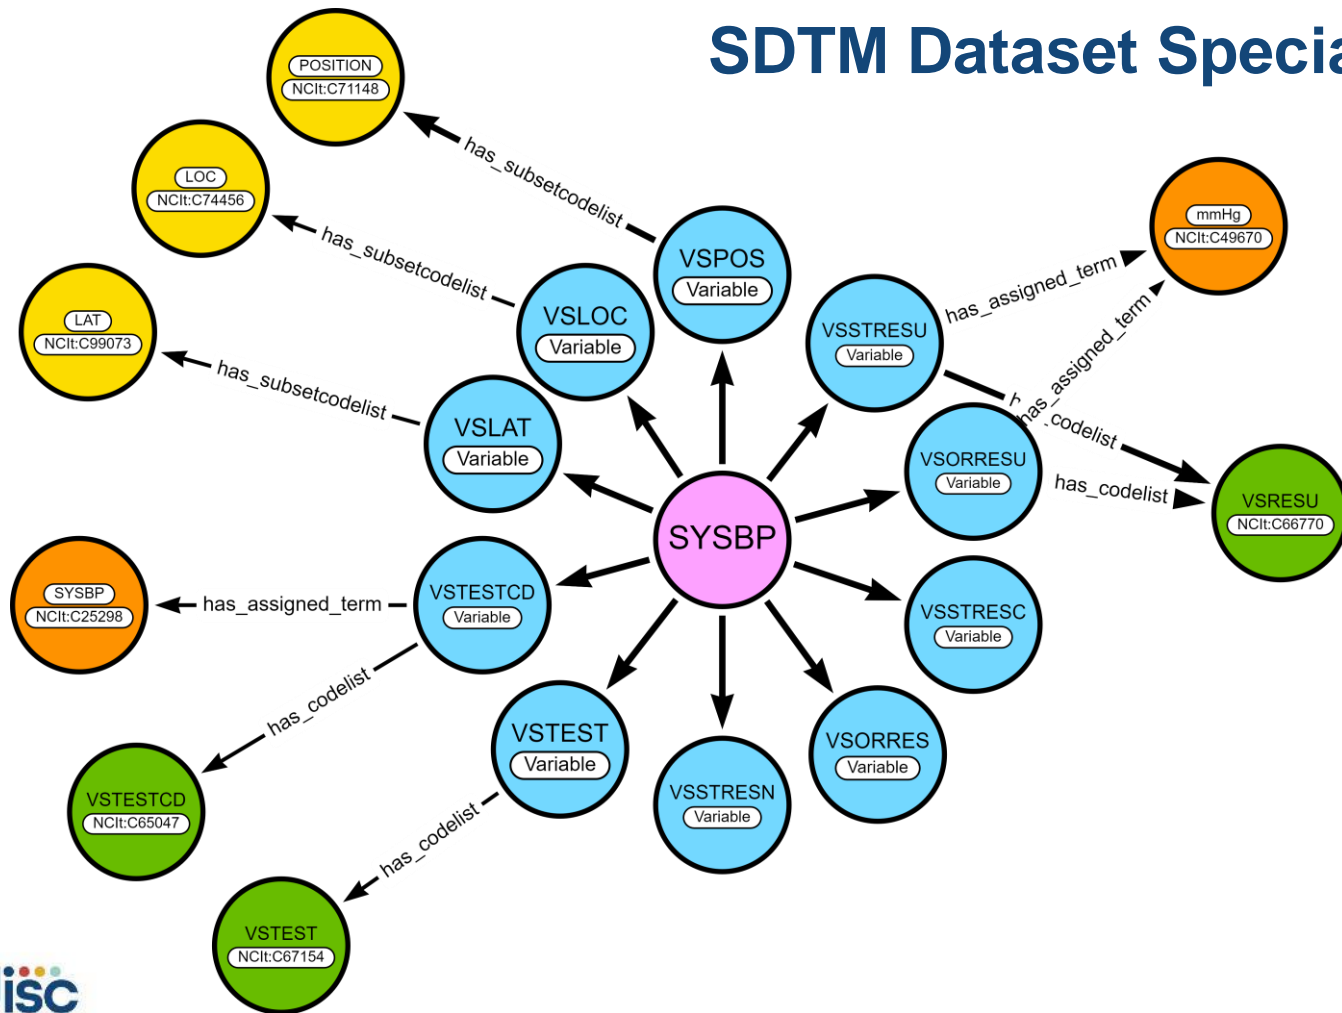 SDTM Dataset Specia
POSITION
NCIt:C71148
has_subsetcodelist
LOC
NCIt:C74456
has_subsetcodelist
LAT
NCIt:C99073
has_subsetcodelist
VSPOS
Variable
VSLOC
Variable
VSLAT
Variable
VSSTRESU
Variable
has_assigned_term
mmHg
NCIt:C49670
has_assigned_term
_codelist
VSORRESU
Variable
has_codelist
VSRESU
NCIt:C66770
SYSBP
SYSBP
NCIt:C25298
has_assigned_term
VSTESTCD
Variable
VSSTRESC
Variable
has_codelist
VSTESTCD
NCIt:C65047
VSTEST
Variable
VSSTRESN
Variable
VSORRES
Variable
has_codelist
VSTEST
NCIt:C67154
isc